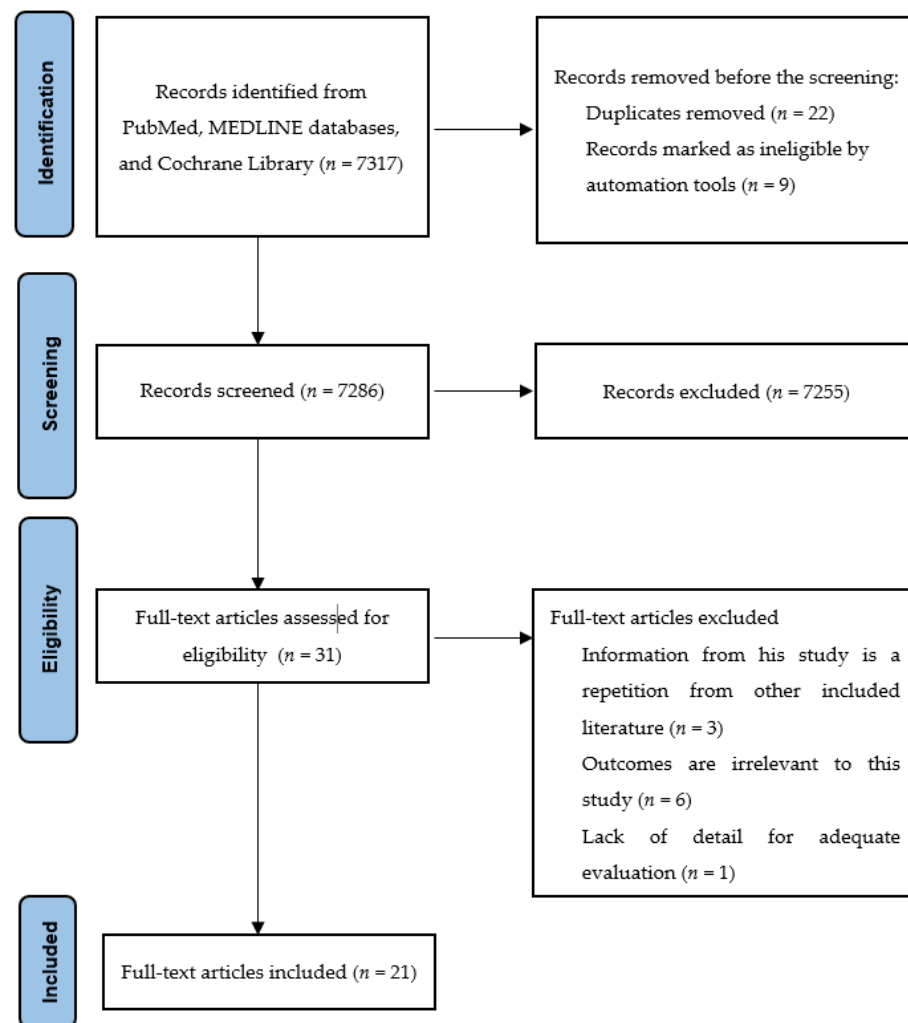 Identification
Records identified from
PubMed, MEDLINE databases,
and Cochrane Library (n = 7317)
Records removed before the screening:
Duplicates removed (n = 22)
Records marked as ineligible by
automation tools (n = 9)
Screening
Records screened (n = 7286)
Records excluded (n = 7255)
Eligibility
Full-text articles assessed for
eligibility (n = 31)
Full-text articles excluded
Information from his study is a
repetition from other included
literature (n = 3)
Outcomes are irrelevant to this
study (n = 6)
Lack of detail for adequate
evaluation (n = 1)
Included
Full-text articles included (n = 21)